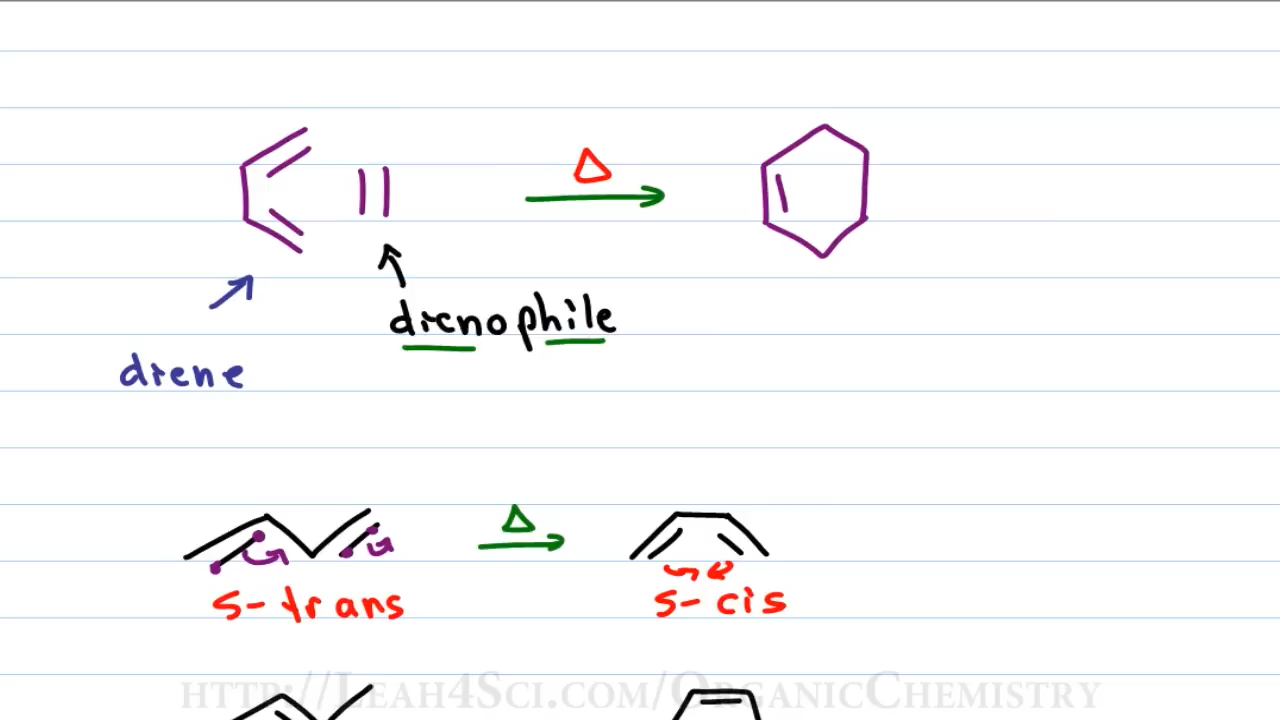 Δ
dienophile
diene
Δ
s-trans
s-cis
http://Leah4Sci.com/OrganicChemistry